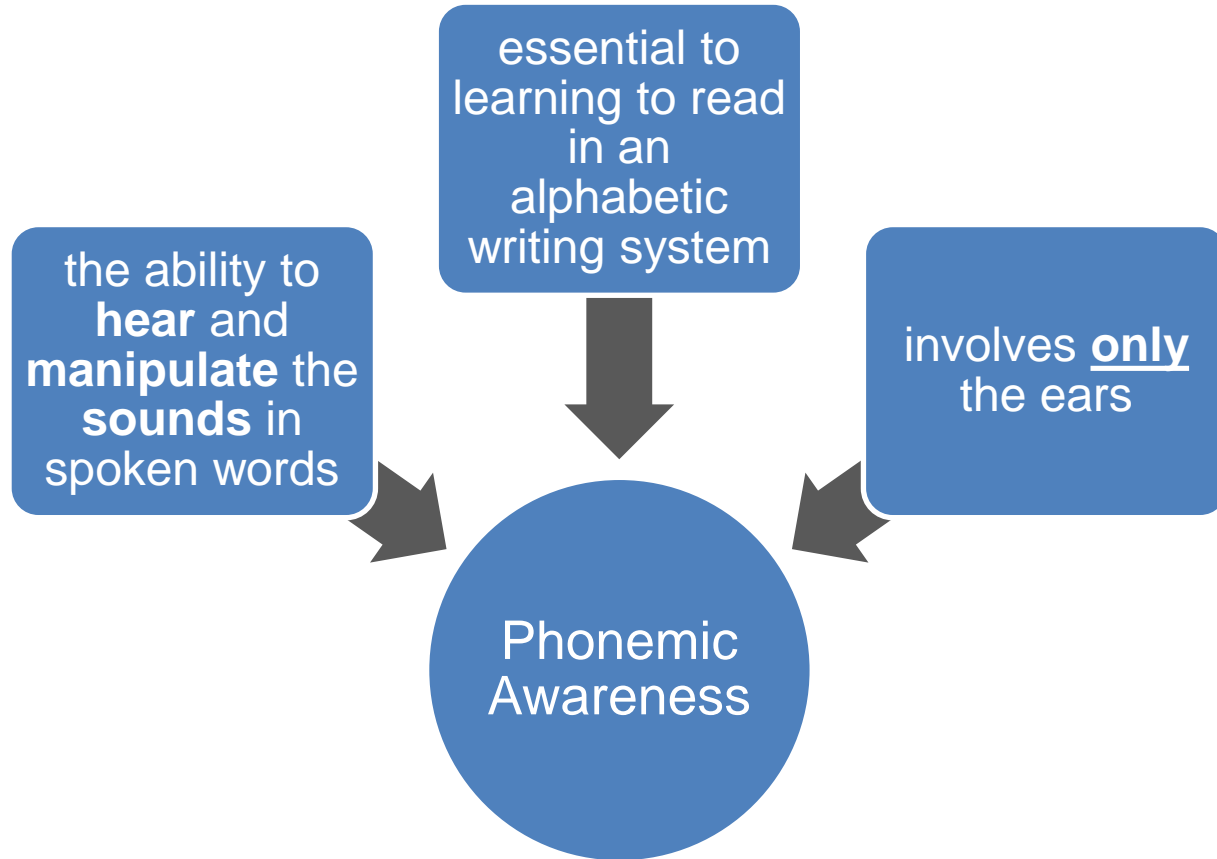 the ability to
hear and
manipulate the
sounds in
spoken words
essential to
learning to read
in an
alphabetic
writing system
involves only
the ears
Phonemic
Awareness